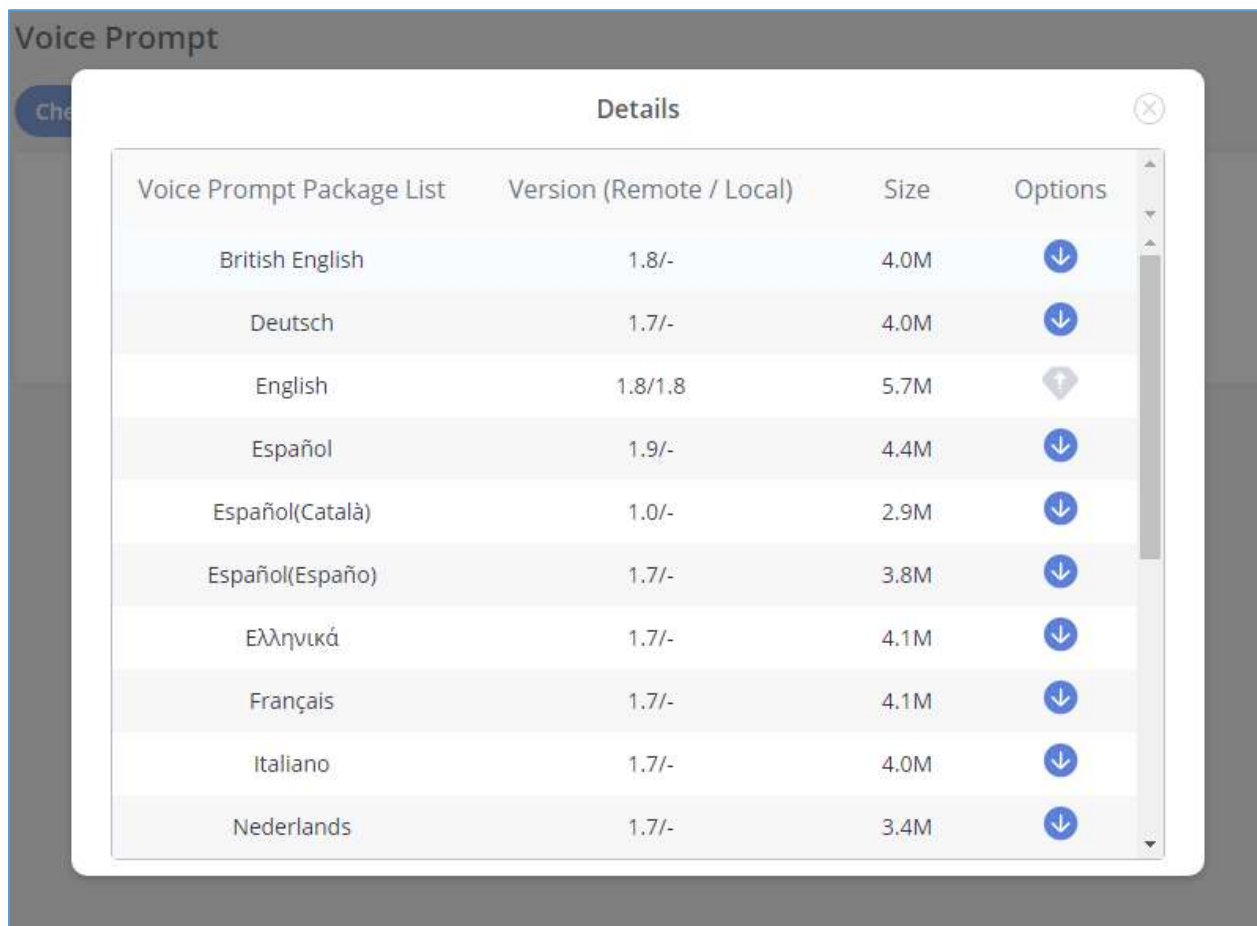 Voice Prompt
Che
Details
Voice Prompt Package List Version (Remote / Local) Size Options
British English 1.8/- 4.0M
Deutsch 1.7/- 4.0M
English 1.8/1.8 5.7M
Español 1.9/- 4.4M
Español(Català) 1.0/- 2.9M
Español(Españo) 1.7/- 3.8M
Ελληνικά 1.7/- 4.1M
Français 1.7/- 4.1M
Italiano 1.7/- 4.0M
Nederlands 1.7/- 3.4M